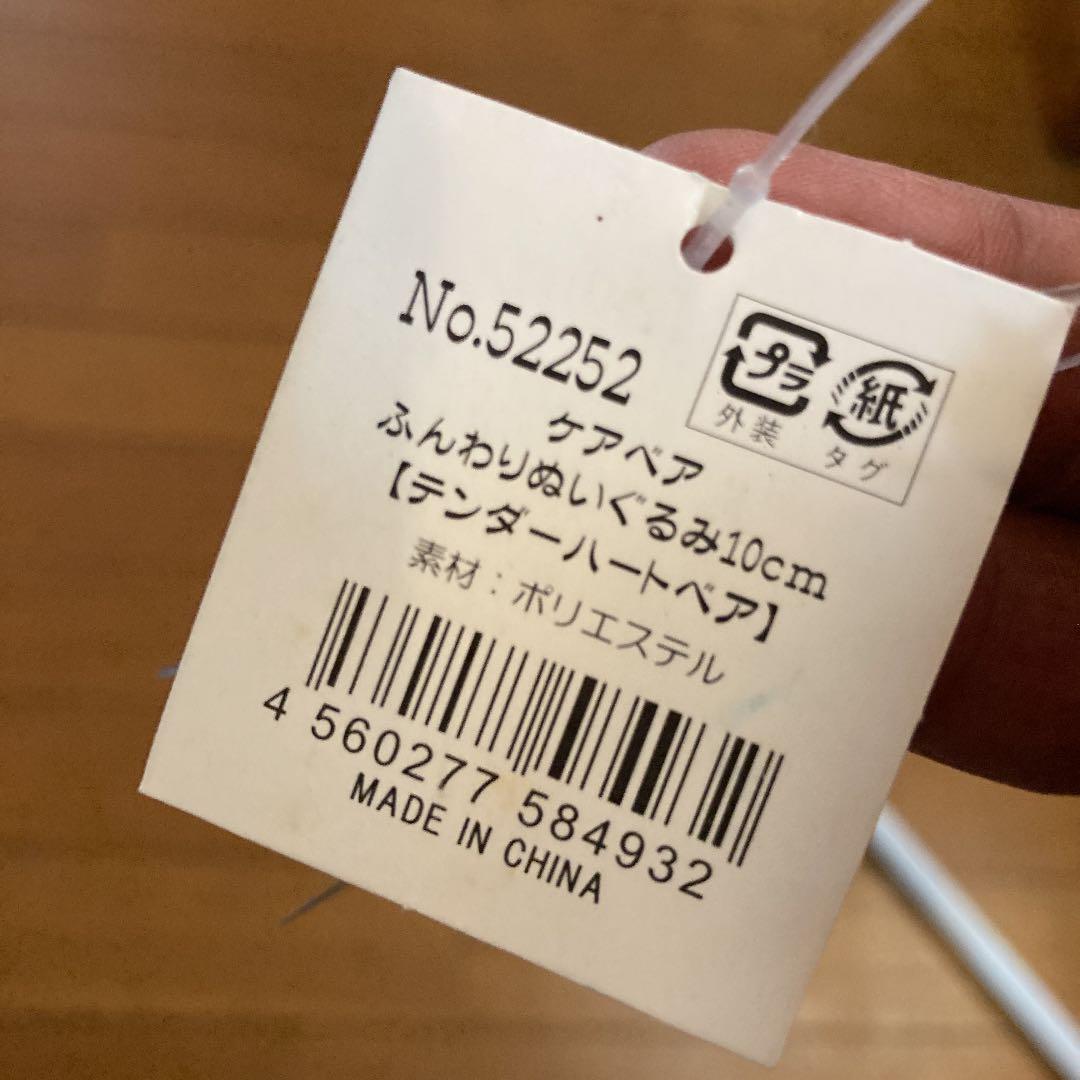 No.52252
プラ
外装
紙
タグ
ケアベア
ふんわりぬいぐるみ10cm
【テンダーハートベア】
素材：ポリエステル
4 560277 584932
MADE IN CHINA